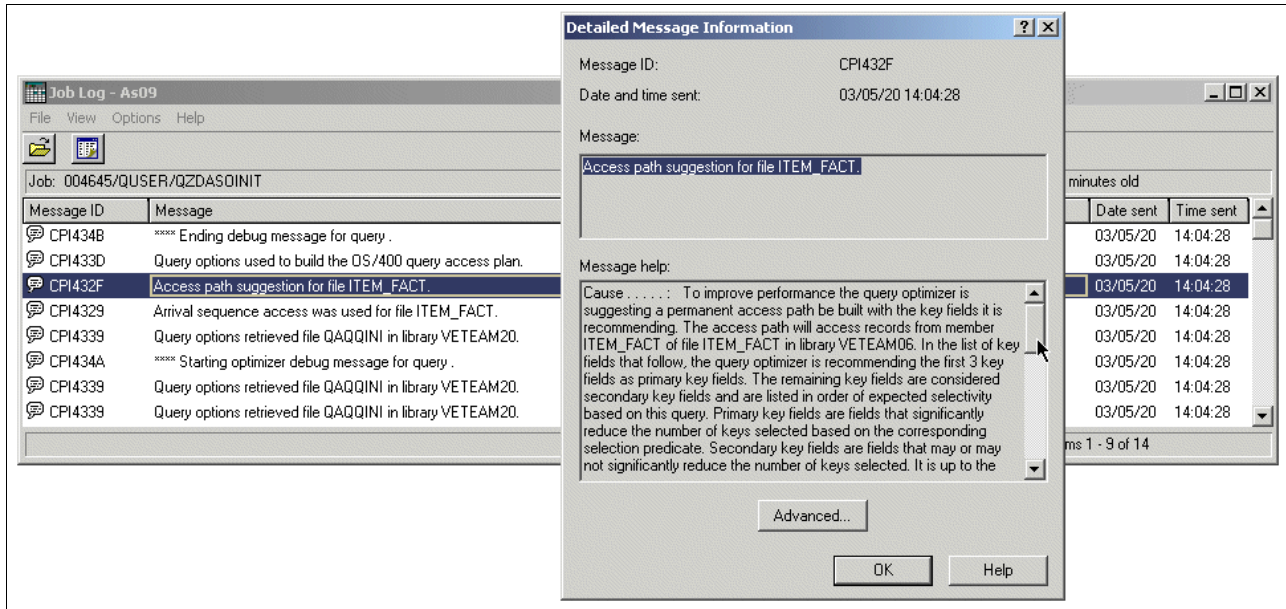 Job Log - As09
File View Options Help
Job: 004645/QUSER/QZDASOINIT
minutes old
Message ID Message Date sent Time sent
CPI434B **** Ending debug message for query . 03/05/20 14:04:28
CPI433D Query options used to build the OS/400 query access plan. 03/05/20 14:04:28
CPI432F Access path suggestion for file ITEM_FACT. 03/05/20 14:04:28
CPI4329 Arrival sequence access was used for file ITEM_FACT. 03/05/20 14:04:28
CPI4339 Query options retrieved file QAQQINI in library VETEAM20. 03/05/20 14:04:28
CPI434A **** Starting optimizer debug message for query . 03/05/20 14:04:28
CPI4339 Query options retrieved file QAQQINI in library VETEAM20. 03/05/20 14:04:28
CPI4339 Query options retrieved file QAQQINI in library VETEAM20. 03/05/20 14:04:28
ms 1 - 9 of 14
Detailed Message Information
Message ID: CPI432F
Date and time sent: 03/05/20 14:04:28
Message:
Access path suggestion for file ITEM_FACT.
Message help:
Cause . . . . . : To improve performance the query optimizer is
suggesting a permanent access path be built with the key fields it is
recommending. The access path will access records from member
ITEM_FACT of file ITEM_FACT in library VETEAM06. In the list of key
fields that follow, the query optimizer is recommending the first 3 key
fields as primary key fields. The remaining key fields are considered
secondary key fields and are listed in order of expected selectivity
based on this query. Primary key fields are fields that significantly
reduce the number of keys selected based on the corresponding
selection predicate. Secondary key fields are fields that may or may
not significantly reduce the number of keys selected. It is up to the
Advanced...
OK Help